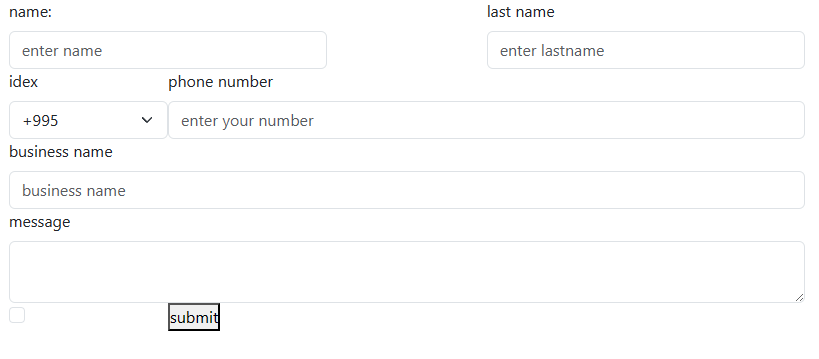 name: last name
enter name enter lastname
idex phone number
+995 enter your number
business name
business name
message
submit